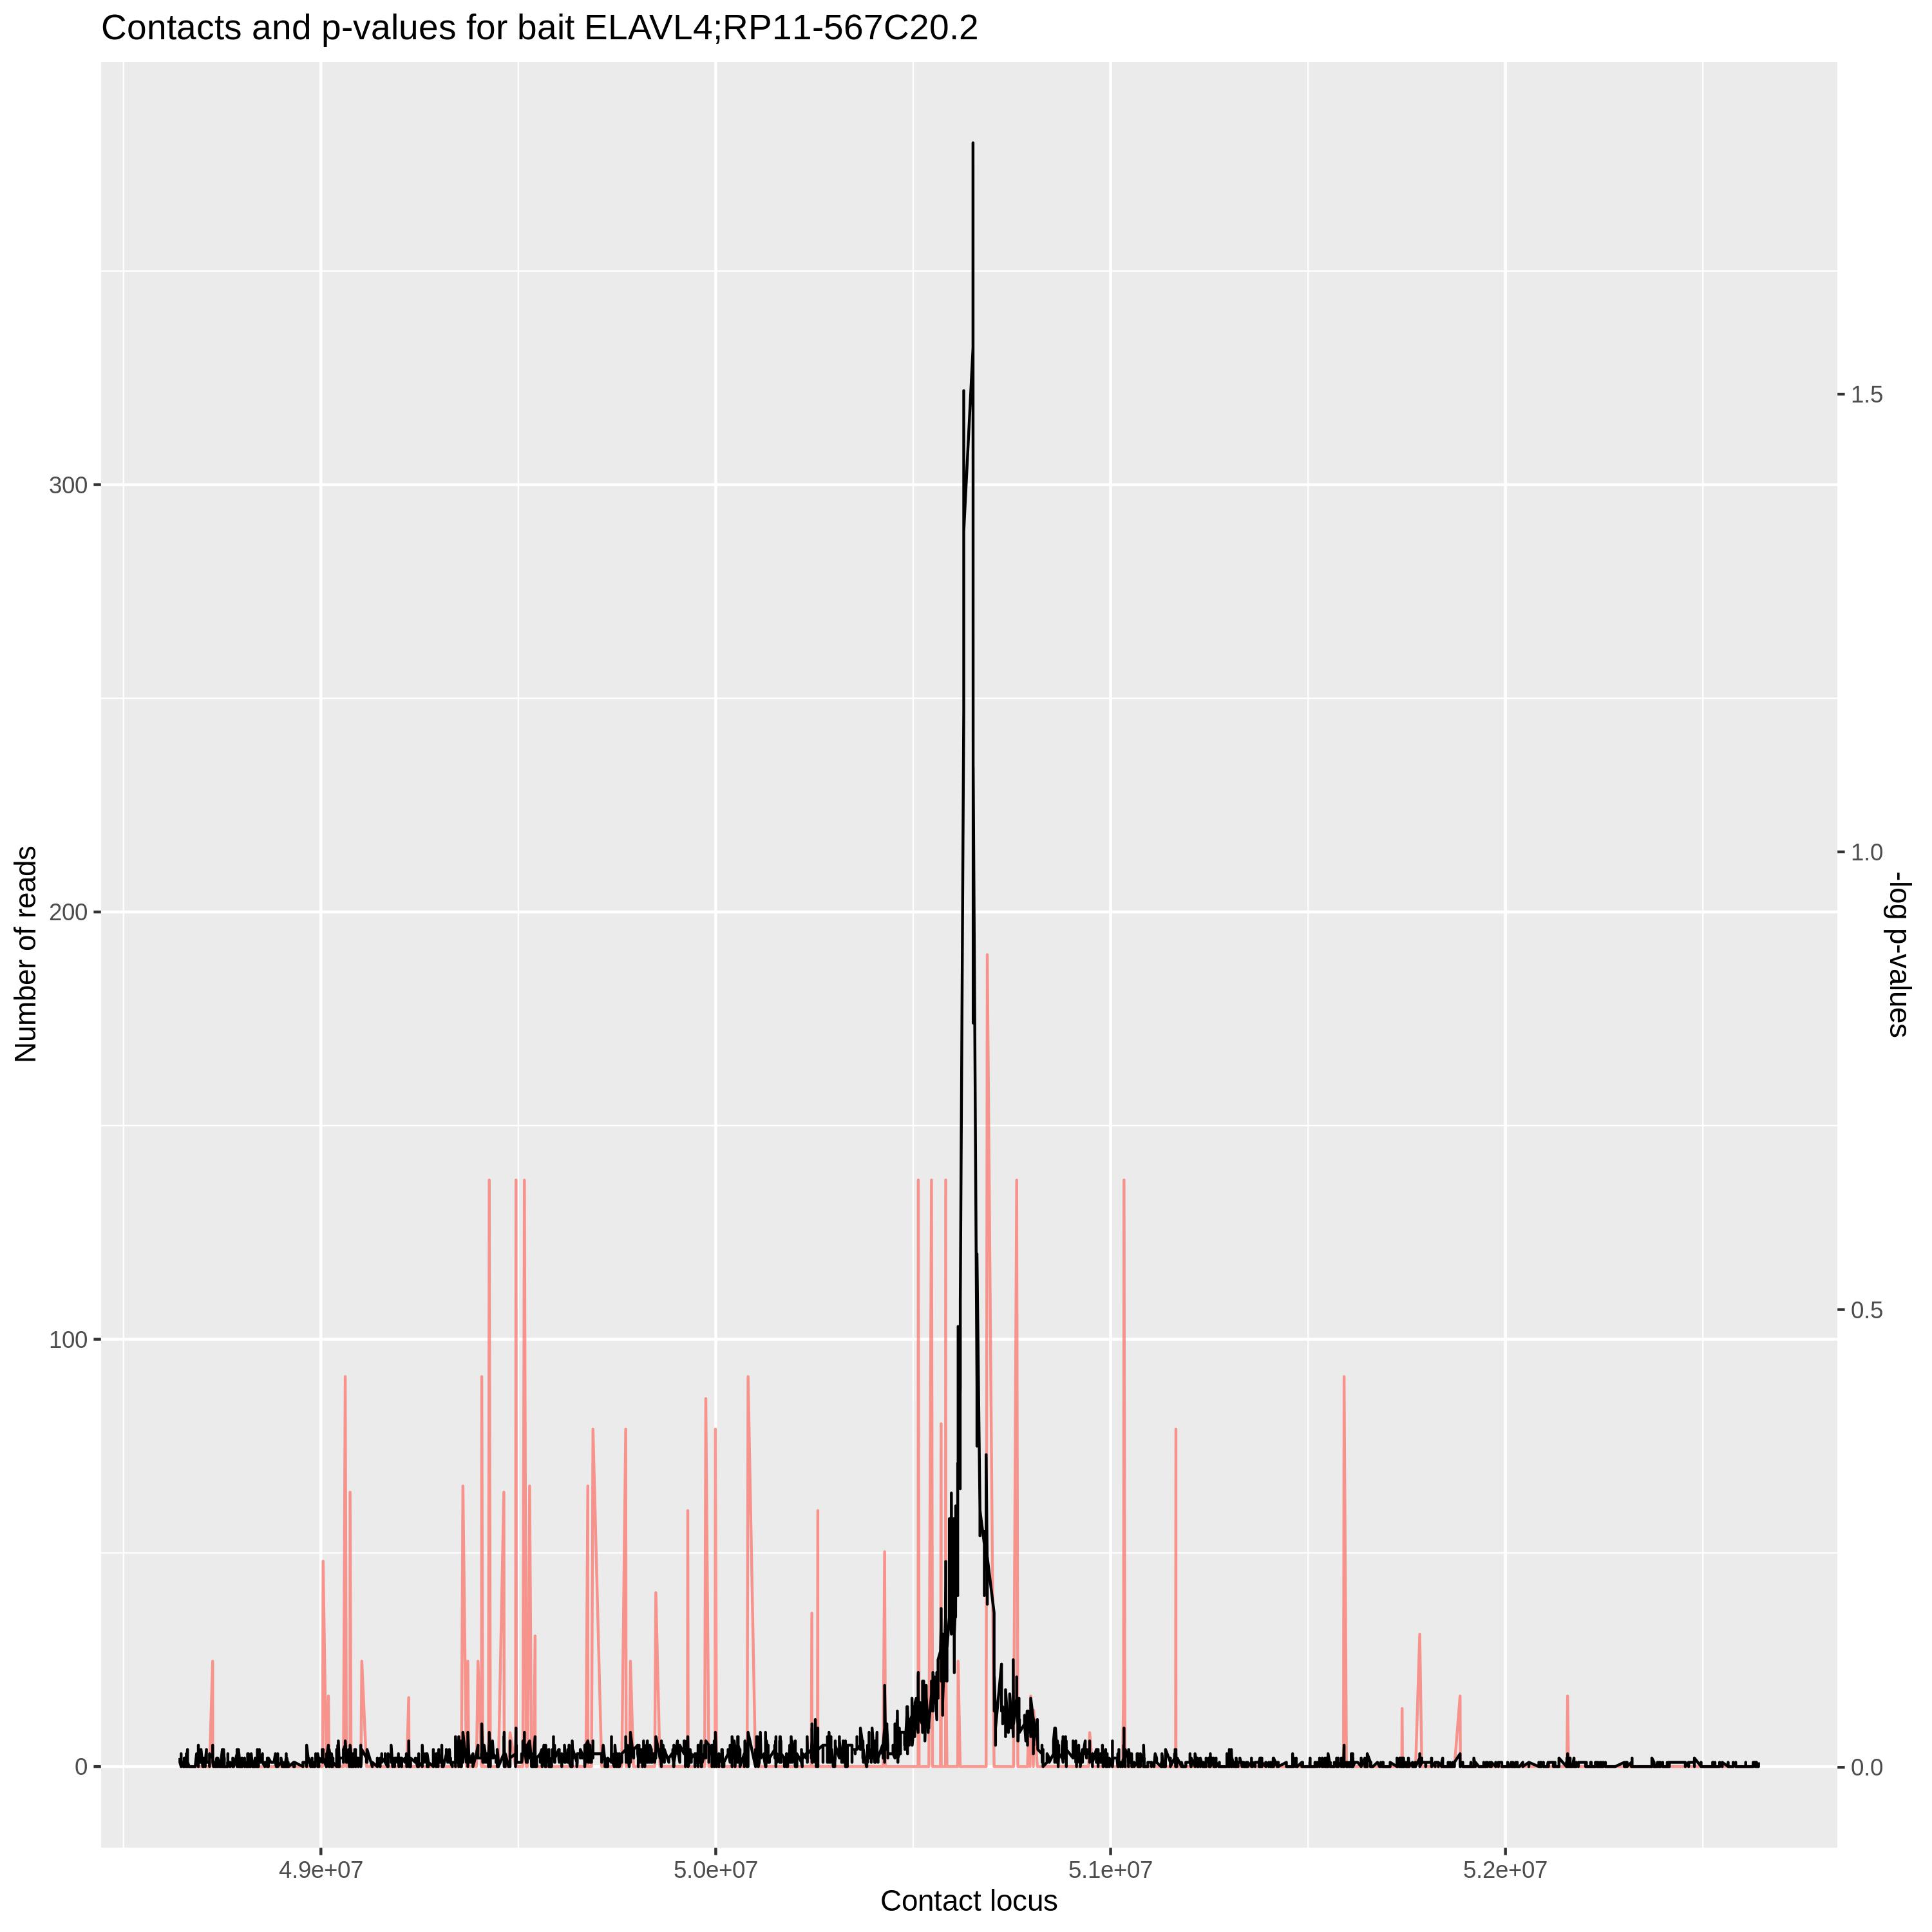 Contacts and p-values for bait ELAVL4;RP11-567C20.2
Number of reads
300
200
100
0
1.5
1.0
0.5
0.0
-log p-values
4.9e+07 5.0e+07 5.1e+07 5.2e+07
Contact locus